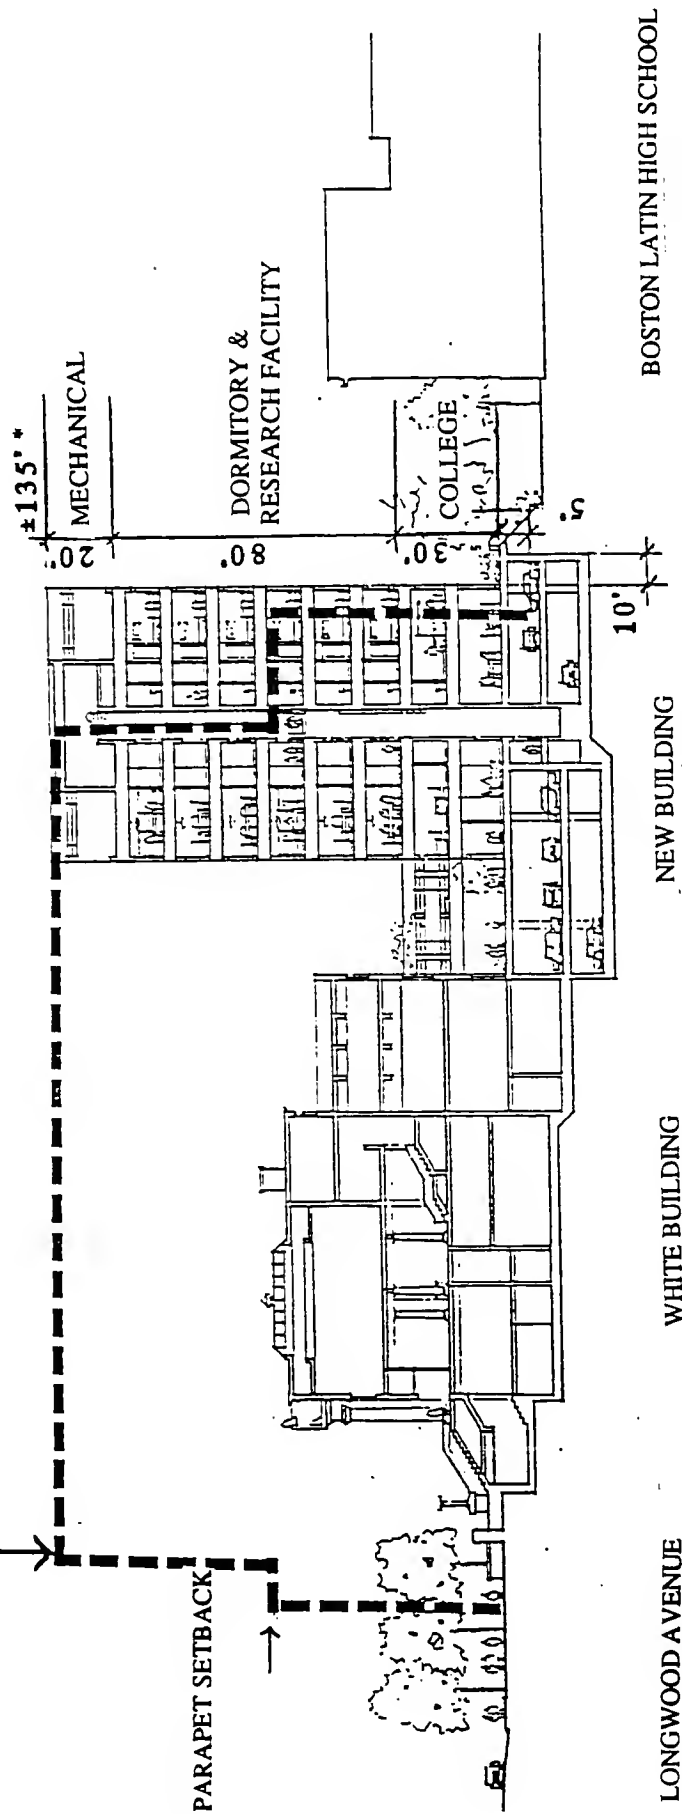 ±135' *
MECHANICAL
20'
DORMITORY &
RESEARCH FACILITY
80'
COLLEGE
30'
5'
10'
PARAPET SETBACK
LONGWOOD AVENUE
WHITE BUILDING
NEW BUILDING
BOSTON LATIN HIGH SCHOOL